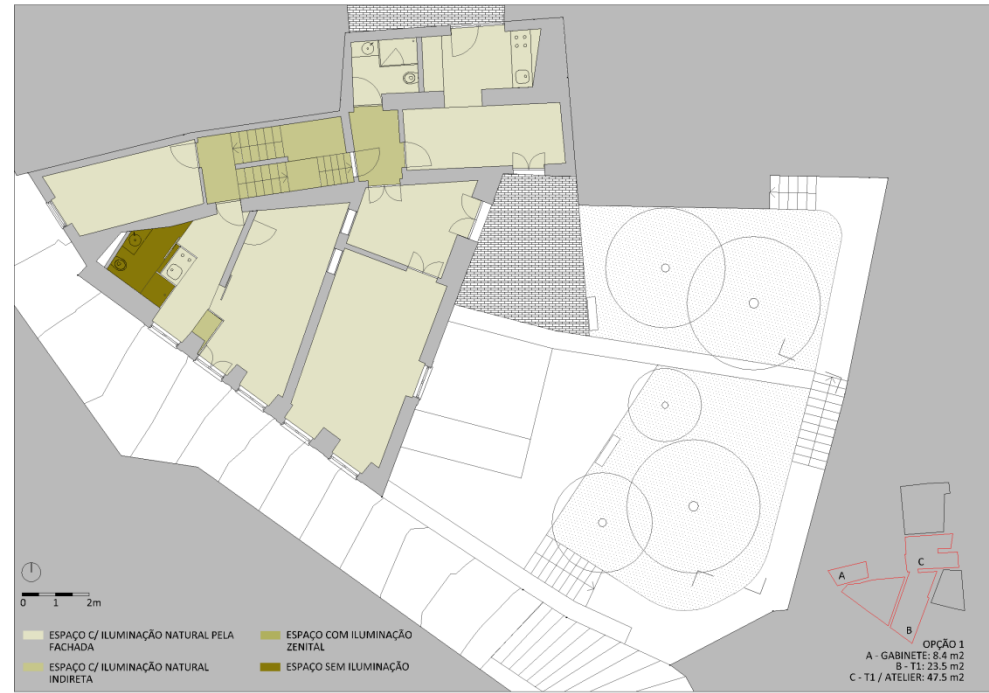 A
C
B
0 1 2m
ESPAÇO C/ ILUMINAÇÃO NATURAL PELA
FACHADA
ESPAÇO C/ ILUMINAÇÃO NATURAL
INDIRETA
ESPAÇO COM ILUMINAÇÃO
ZENITAL
ESPAÇO SEM ILUMINAÇÃO
OPÇÃO 1
A - GABINETE: 8.4 m2
B - T1: 23.5 m2
C - T1 / ATELIER: 47.5 m2